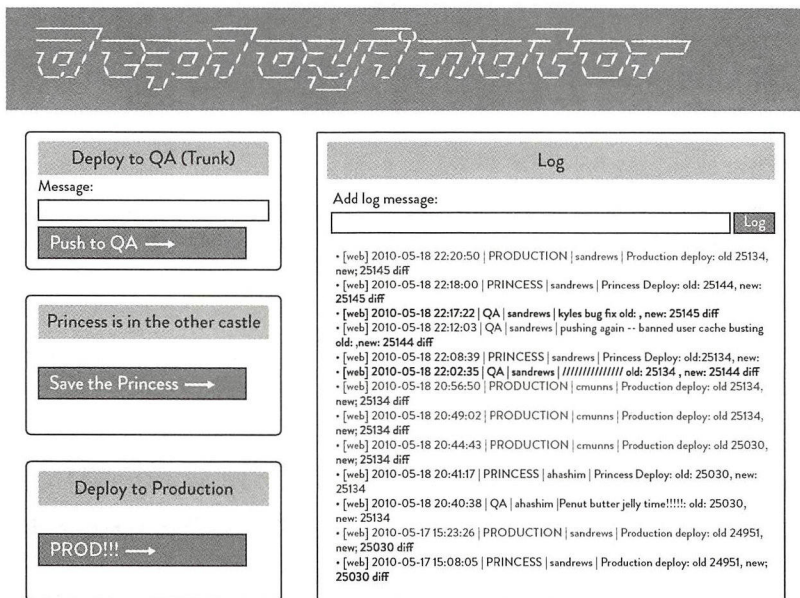 deployinator
Deploy to QA (Trunk)
Message:
Push to QA →
Princess is in the other castle
Save the Princess →
Deploy to Production
PROD!!! →
Log
Add log message:
Log
• [web] 2010-05-18 22:20:50 | PRODUCTION | sandrews | Production deploy: old 25134,
new; 25145 diff
• [web] 2010-05-18 22:18:00 | PRINCESS | sandrews | Princess Deploy: old: 25144, new:
25145 diff
• [web] 2010-05-18 22:17:22 | QA | sandrews | kyles bug fix old: , new: 25145 diff
• [web] 2010-05-18 22:12:03 | QA | sandrews | pushing again -- banned user cache busting
old: ,new: 25144 diff
• [web] 2010-05-18 22:08:39 | PRINCESS | sandrews | Princess Deploy: old:25134, new:
• [web] 2010-05-18 22:02:35 | QA | sandrews | /////////////// old: 25134 , new: 25144 diff
• [web] 2010-05-18 20:56:50 | PRODUCTION | cmunns | Production deploy: old 25134,
new; 25134 diff
• [web] 2010-05-18 20:49:02 | PRODUCTION | cmunns | Production deploy: old 25134,
new; 25134 diff
• [web] 2010-05-18 20:44:43 | PRODUCTION | cmunns | Production deploy: old 25030,
new; 25134 diff
• [web] 2010-05-18 20:41:17 | PRINCESS | ahashim | Princess Deploy: old: 25030, new:
25134
• [web] 2010-05-18 20:40:38 | QA | ahashim |Penut butter jelly time!!!!!: old: 25030,
new: 25134
• [web] 2010-05-17 15:23:26 | PRODUCTION | sandrews | Production deploy: old 24951,
new; 25030 diff
• [web] 2010-05-17 15:08:05 | PRINCESS | sandrews | Production deploy: old 24951, new;
25030 diff